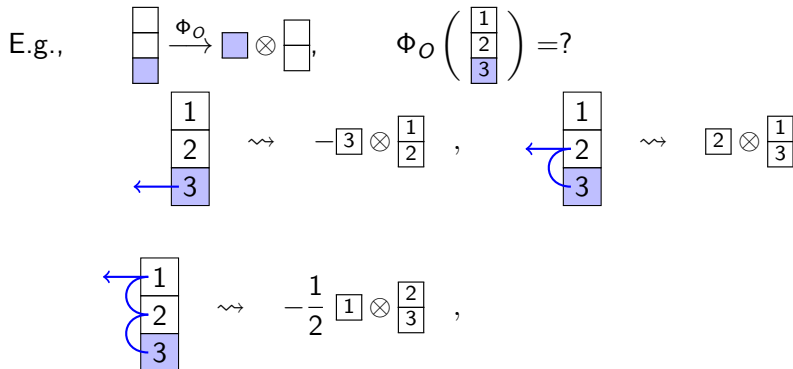 E.g., Φ_O → ⊗ , Φ_O ( 1 2 3 ) =?
1 2 3 ⇝ − 3 ⊗ 1 2 , 1 2 3 ⇝ 2 ⊗ 1 3
1 2 3 ⇝ − 1/2 1 ⊗ 2 3 ,